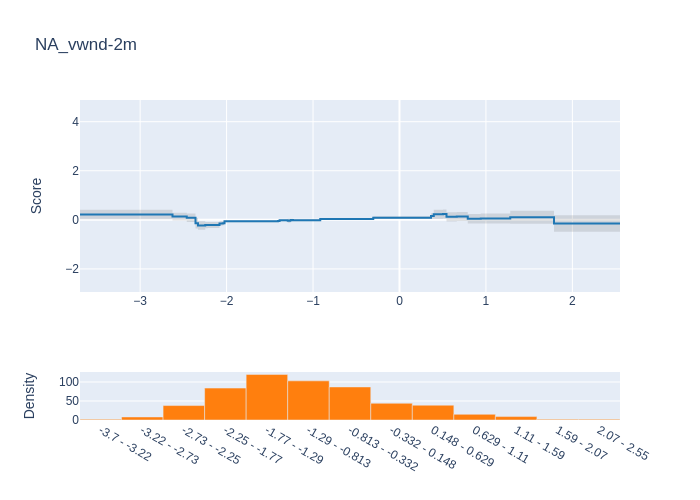 NA_vwnd-2m
Score
4
2
0
−2
−3
−2
−1
0
1
2
Density
100
50
0
-3.7 - -3.22
-3.22 - -2.73
-2.73 - -2.25
-2.25 - -1.77
-1.77 - -1.29
-1.29 - -0.813
-0.813 - -0.332
-0.332 - 0.148
0.148 - 0.629
0.629 - 1.11
1.11 - 1.59
1.59 - 2.07
2.07 - 2.55